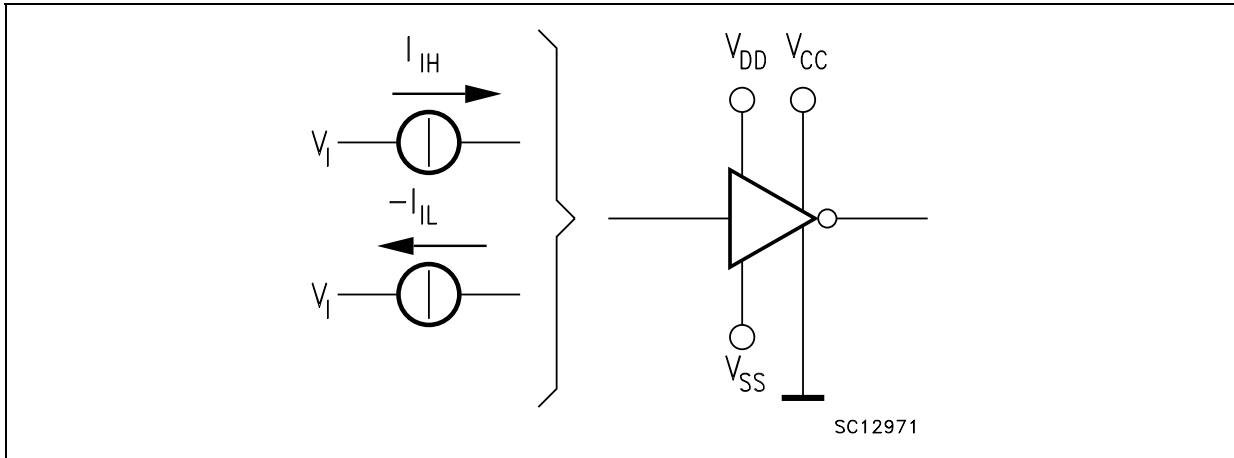 I IH
V DD
V CC
V I
–I IL
V I
V SS
SC12971